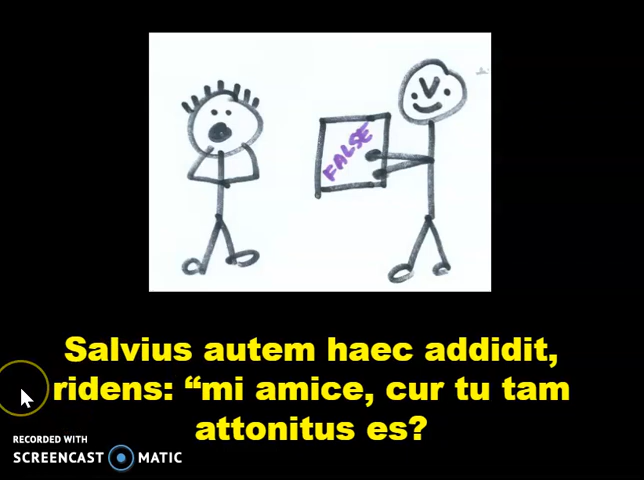 FALSE
Salvius autem haec addidit,
ridens: “mi amice, cur tu tam
attonitus es?
RECORDED WITH
SCREENCAST MATIC